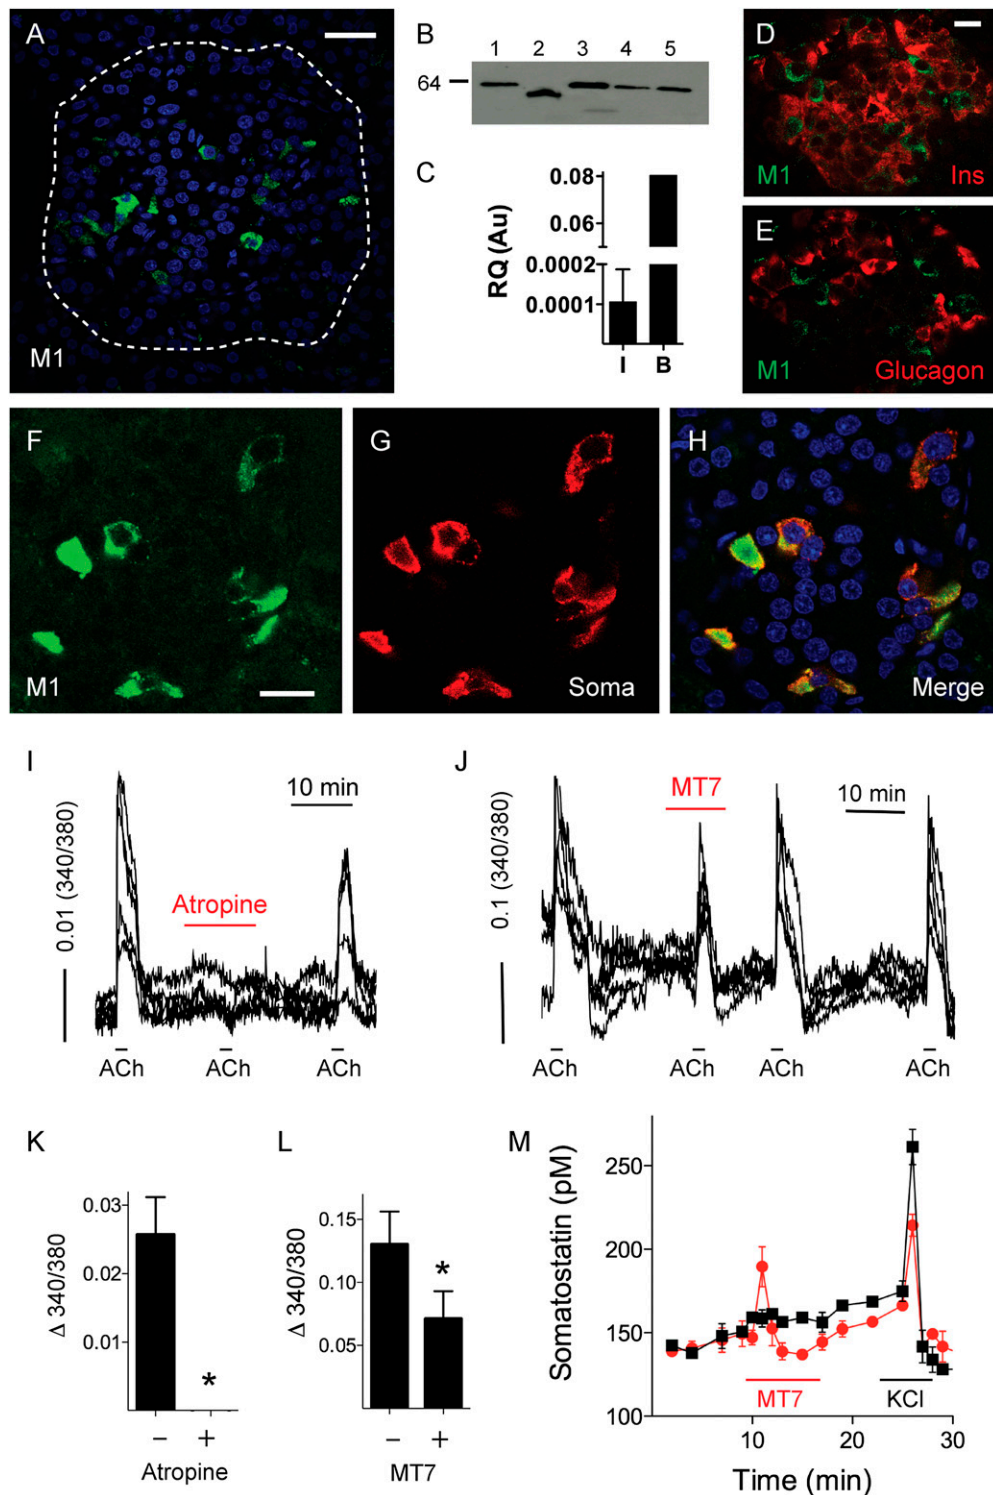 A
M1
B
1 2 3 4 5
64
C
RQ (Au)
0.08
0.06
0.0002
0.0001
I B
D
M1 Ins
E
M1 Glucagon
F
M1
G
Soma
H
Merge
I
10 min
0.01 (340/380)
Atropine
ACh ACh ACh
J
MT7
10 min
0.1 (340/380)
ACh ACh ACh ACh
K
Δ 340/380
0.03
0.02
0.01
*
− +
Atropine
L
Δ 340/380
0.15
0.10
0.05
*
− +
MT7
M
Somatostatin (pM)
250
200
150
100
MT7 KCl
10 20 30
Time (min)